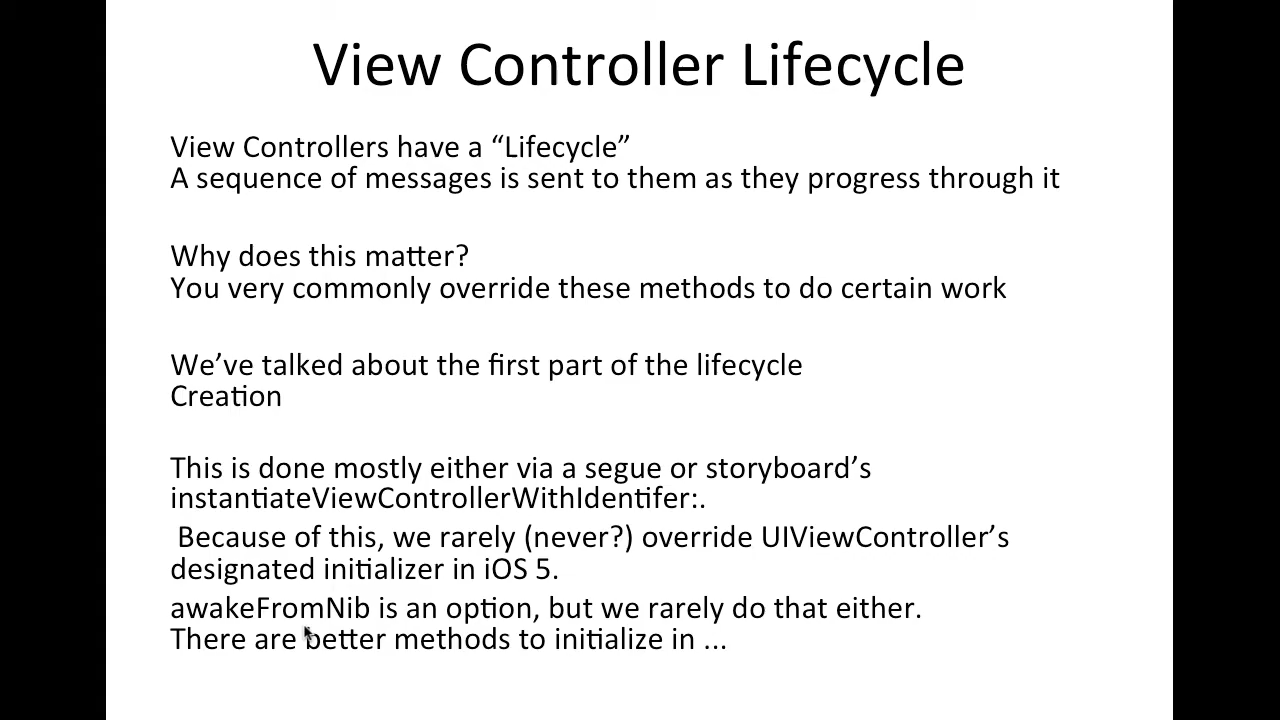 View Controller Lifecycle
View Controllers have a “Lifecycle”
A sequence of messages is sent to them as they progress through it
Why does this matter?
You very commonly override these methods to do certain work
We’ve talked about the first part of the lifecycle
Creation
This is done mostly either via a segue or storyboard’s
instantiateViewControllerWithIdentifer:.
Because of this, we rarely (never?) override UIViewController’s
designated initializer in iOS 5.
awakeFromNib is an option, but we rarely do that either.
There are better methods to initialize in ...